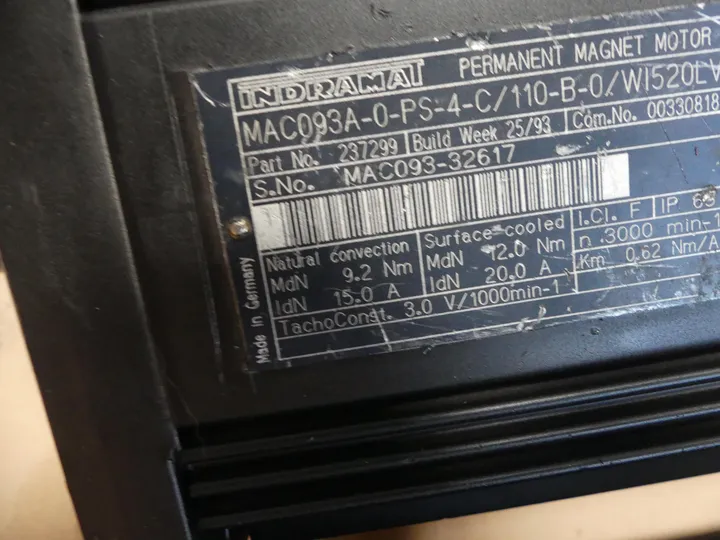 INDRAMAT PERMANENT MAGNET MOTOR
MAC093A-0-PS-4-C/110-B-0/WI520LV
Part No. 237299 Build Week 25/93 Com.No. 00330818
S.No. MAC093-32617
Natural convection Surface-cooled I.Cl. F IP 65
MdN 9.2 Nm MdN 12.0 Nm n 3000 min-1
IdN 15.0 A IdN 20.0 A Km 0.62 Nm/A
TachoConst. 3.0 V/1000min-1
Made in Germany